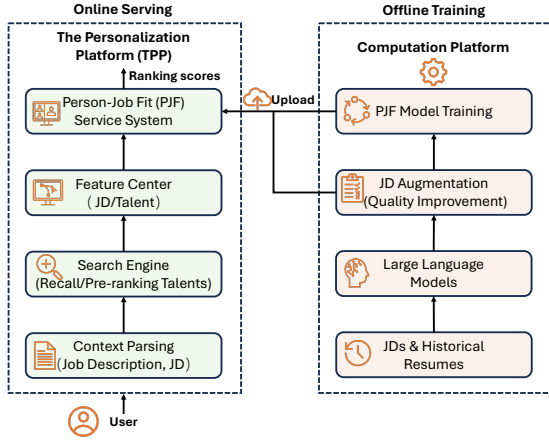 Online Serving
The Personalization
Platform (TPP)
Ranking scores
Person-Job Fit (PJF)
Service System
Feature Center
( JD/Talent)
Search Engine
(Recall/Pre-ranking Talents)
Context Parsing
(Job Description, JD)
User
Upload
Offline Training
Computation Platform
PJF Model Training
JD Augmentation
(Quality Improvement)
Large Language
Models
JDs & Historical
Resumes